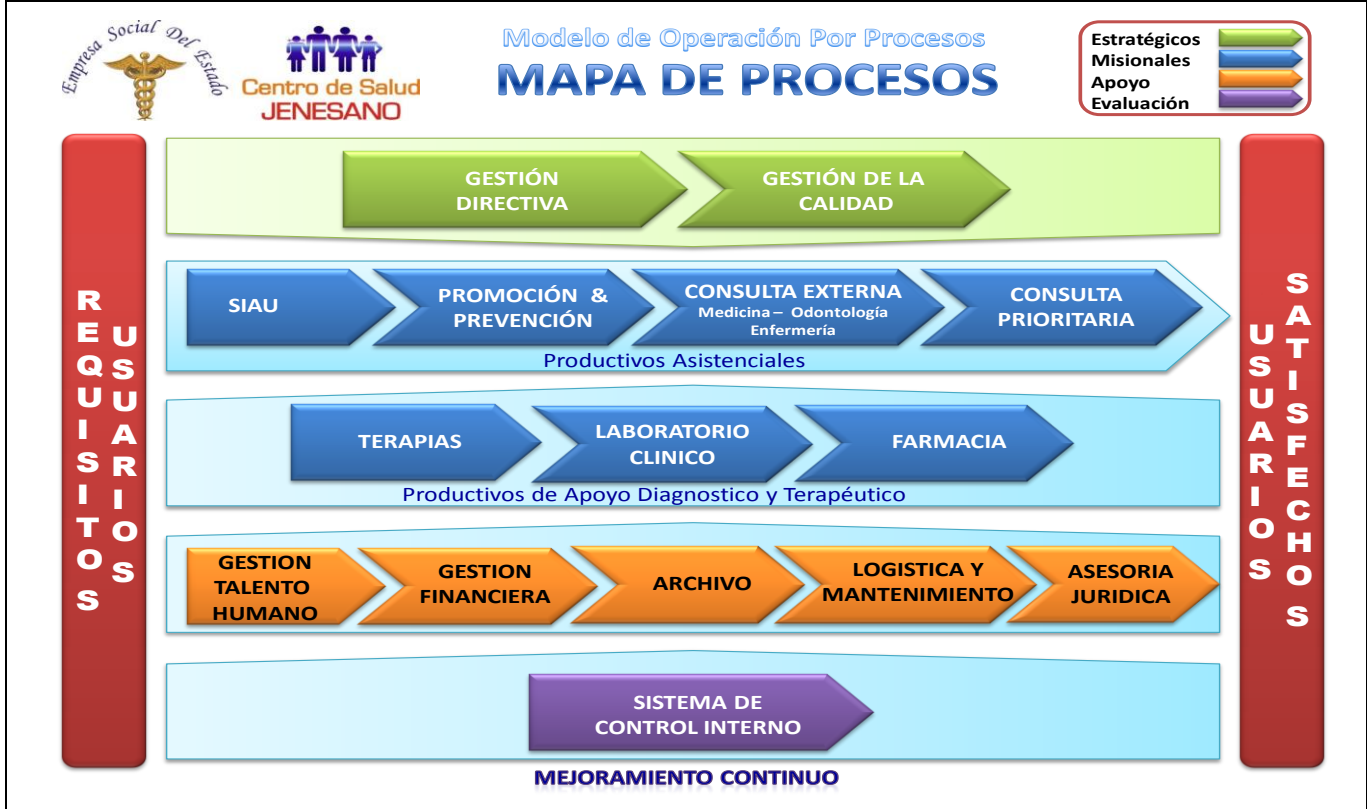 Empresa Social Del Estado
Centro de Salud
JENESANO
Modelo de Operación Por Procesos
MAPA DE PROCESOS
Estratégicos
Misionales
Apoyo
Evaluación
REQUISITOS
USUARIOS
GESTIÓN
DIRECTIVA
GESTIÓN DE LA
CALIDAD
SIAU
PROMOCIÓN &
PREVENCIÓN
CONSULTA EXTERNA
Medicina – Odontología
Enfermería
CONSULTA
PRIORITARIA
Productivos Asistenciales
TERAPIAS
LABORATORIO
CLINICO
FARMACIA
Productivos de Apoyo Diagnostico y Terapéutico
GESTION
TALENTO
HUMANO
GESTION
FINANCIERA
ARCHIVO
LOGISTICA Y
MANTENIMIENTO
ASESORIA
JURIDICA
SISTEMA DE
CONTROL INTERNO
USUARIOS
SATISFECHOS
MEJORAMIENTO CONTINUO